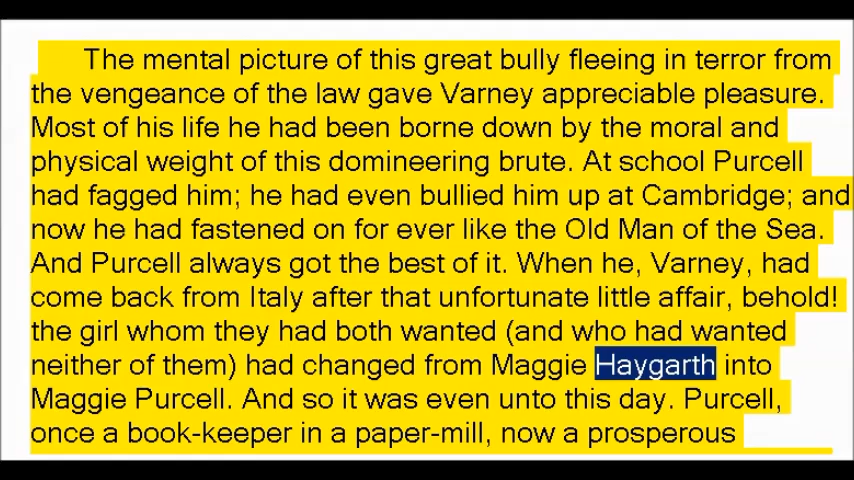 The mental picture of this great bully fleeing in terror from
the vengeance of the law gave Varney appreciable pleasure.
Most of his life he had been borne down by the moral and
physical weight of this domineering brute. At school Purcell
had fagged him; he had even bullied him up at Cambridge; and
now he had fastened on for ever like the Old Man of the Sea.
And Purcell always got the best of it. When he, Varney, had
come back from Italy after that unfortunate little affair, behold!
the girl whom they had both wanted (and who had wanted
neither of them) had changed from Maggie Haygarth into
Maggie Purcell. And so it was even unto this day. Purcell,
once a book-keeper in a paper-mill, now a prosperous